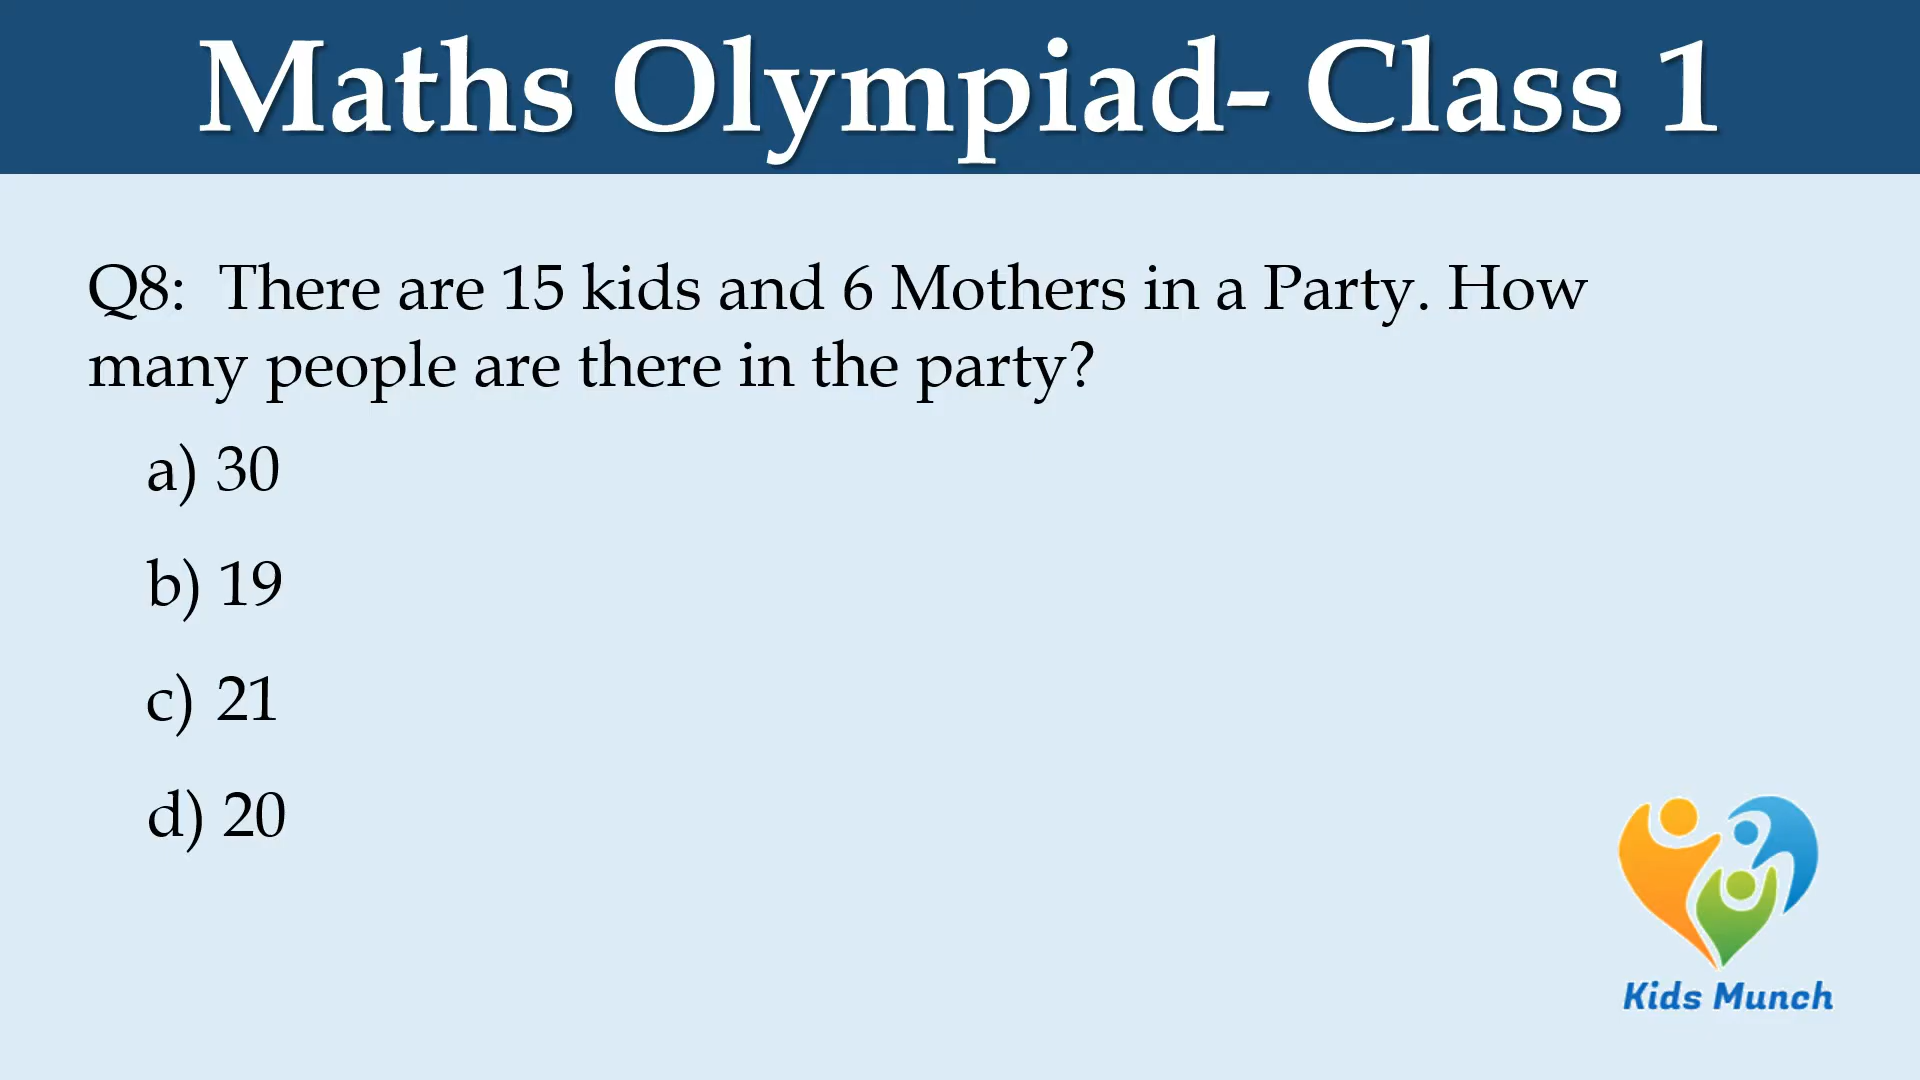 Maths Olympiad- Class 1
Q8: There are 15 kids and 6 Mothers in a Party. How
many people are there in the party?
a) 30
b) 19
c) 21
d) 20
Kids Munch